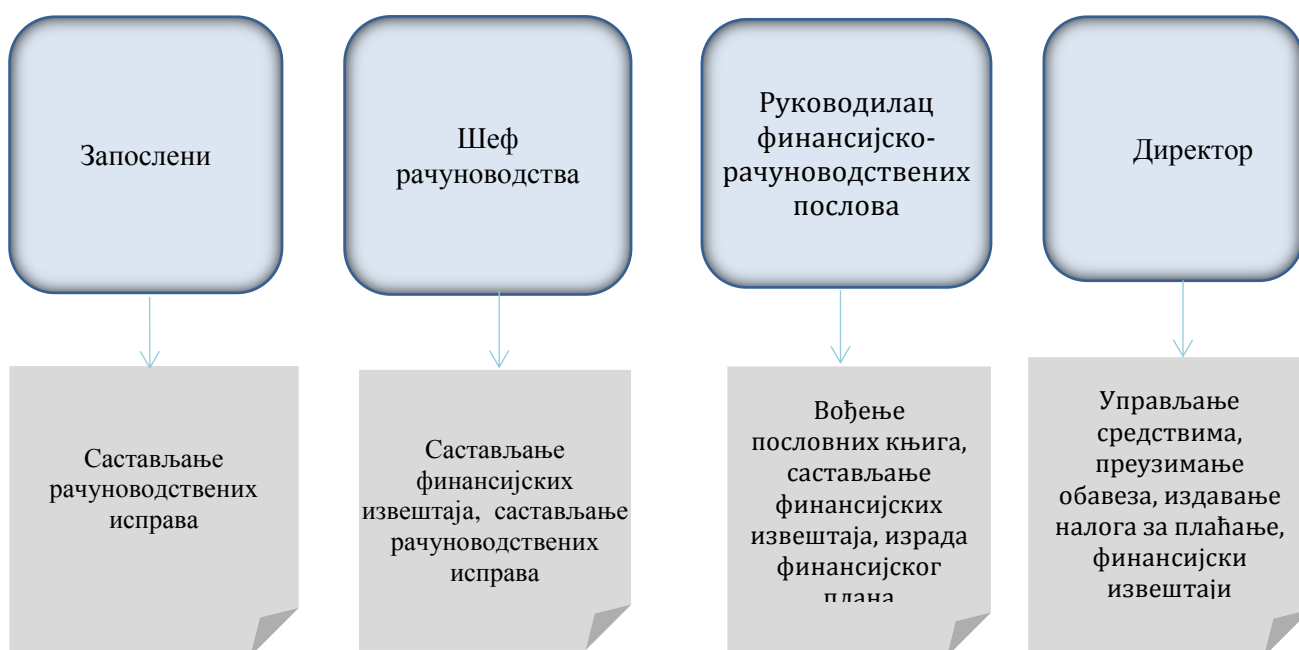 Запослени
Шеф
рачуноводства
Руководилац
финансијско-
рачуноводствених
послова
Директор
Састављање
рачуноводствених
исправа
Састављање
финансијских
извештаја, састављање
рачуноводствених
исправа
Вођење
пословних књига,
састављање
финансијских
извештаја, израда
финансијског
плана
Управљање
средствима,
преузимање
обавеза, издавање
налога за плаћање,
финансијски
извештаји